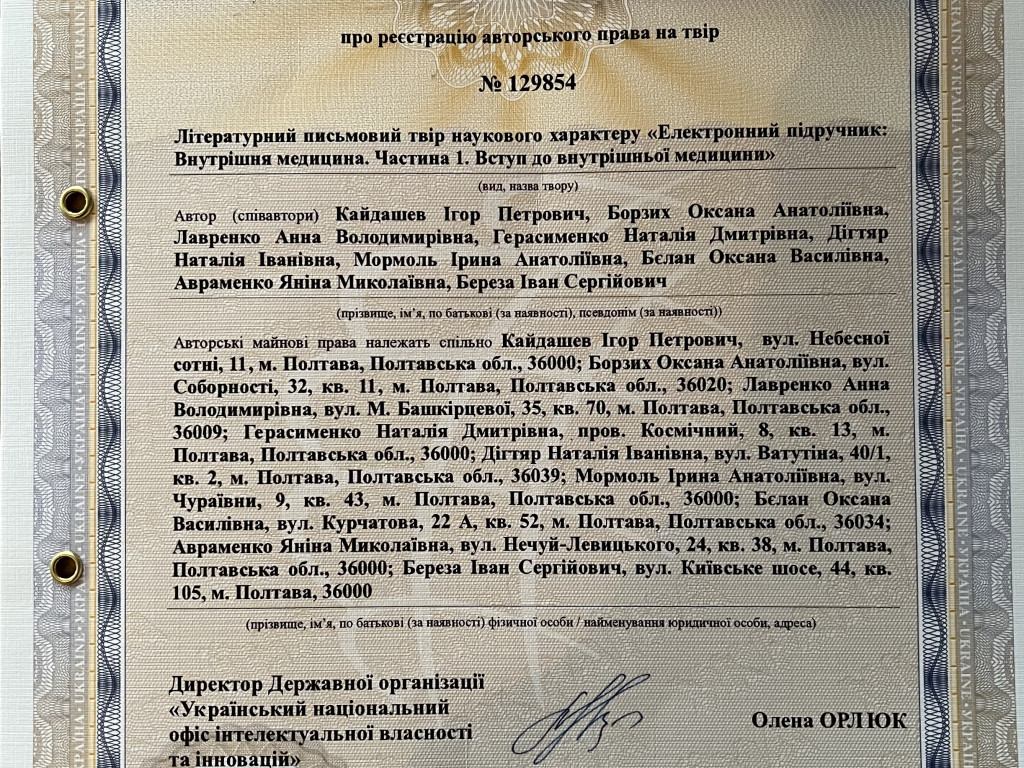 про реєстрацію авторського права на твір
№ 129854
Літературний письмовий твір наукового характеру «Електронний підручник:
Внутрішня медицина. Частина 1. Вступ до внутрішньої медицини»
(вид, назва твору)
Автор (співавтори) Кайдашев Ігор Петрович, Борзих Оксана Анатоліївна,
Лавренко Анна Володимирівна, Герасименко Наталія Дмитрівна, Дігтяр
Наталія Іванівна, Мормоль Ірина Анатоліївна, Бєлан Оксана Василівна,
Авраменко Яніна Миколаївна, Береза Іван Сергійович
(прізвище, ім’я, по батькові (за наявності), псевдонім (за наявності))
Авторські майнові права належать спільно Кайдашев Ігор Петрович, вул. Небесної
сотні, 11, м. Полтава, Полтавська обл., 36000; Борзих Оксана Анатоліївна, вул.
Соборності, 32, кв. 11, м. Полтава, Полтавська обл., 36020; Лавренко Анна
Володимирівна, вул. М. Башкірцевої, 35, кв. 70, м. Полтава, Полтавська обл.,
36009; Герасименко Наталія Дмитрівна, пров. Космічний, 8, кв. 13, м.
Полтава, Полтавська обл., 36000; Дігтяр Наталія Іванівна, вул. Ватутіна, 40/1,
кв. 2, м. Полтава, Полтавська обл., 36039; Мормоль Ірина Анатоліївна, вул.
Чураївни, 9, кв. 43, м. Полтава, Полтавська обл., 36000; Бєлан Оксана
Василівна, вул. Курчатова, 22 А, кв. 52, м. Полтава, Полтавська обл., 36034;
Авраменко Яніна Миколаївна, вул. Нечуй-Левицького, 24, кв. 38, м. Полтава,
Полтавська обл., 36000; Береза Іван Сергійович, вул. Київське шосе, 44, кв.
105, м. Полтава, 36000
(прізвище, ім’я, по батькові (за наявності) фізичної особи / найменування юридичної особи, адреса)
Директор Державної організації
«Український національний
офіс інтелектуальної власності
та інновацій»
Олена ОРЛЮК